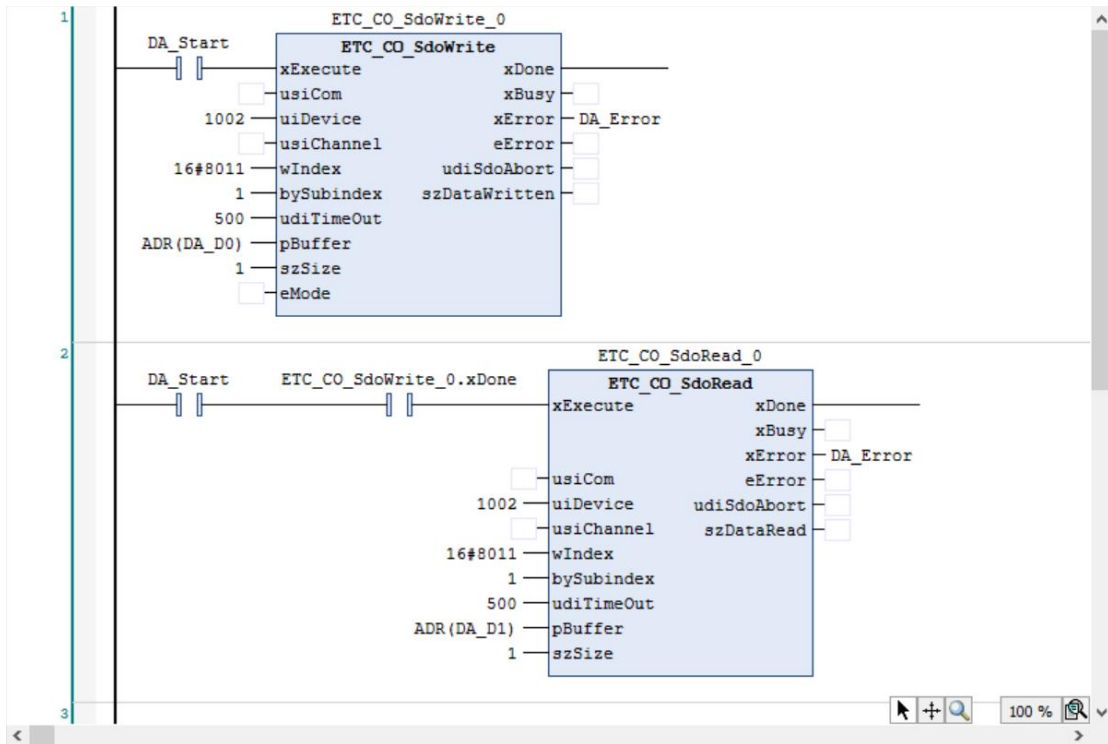 1
ETC_CO_SdoWrite_0
DA_Start
ETC_CO_SdoWrite
xExecute xDone
usiCom xBusy
1002 uiDevice xError DA_Error
usiChannel eError
16#8011 wIndex udiSdoAbort
1 bySubindex szDataWritten
500 udiTimeOut
ADR(DA_D0) pBuffer
1 szSize
eMode
2
ETC_CO_SdoRead_0
DA_Start ETC_CO_SdoWrite_0.xDone
ETC_CO_SdoRead
xExecute xDone
xBusy
xError DA_Error
usiCom eError
1002 uiDevice udiSdoAbort
usiChannel szDataRead
16#8011 wIndex
1 bySubindex
500 udiTimeOut
ADR(DA_D1) pBuffer
1 szSize
3
100 %